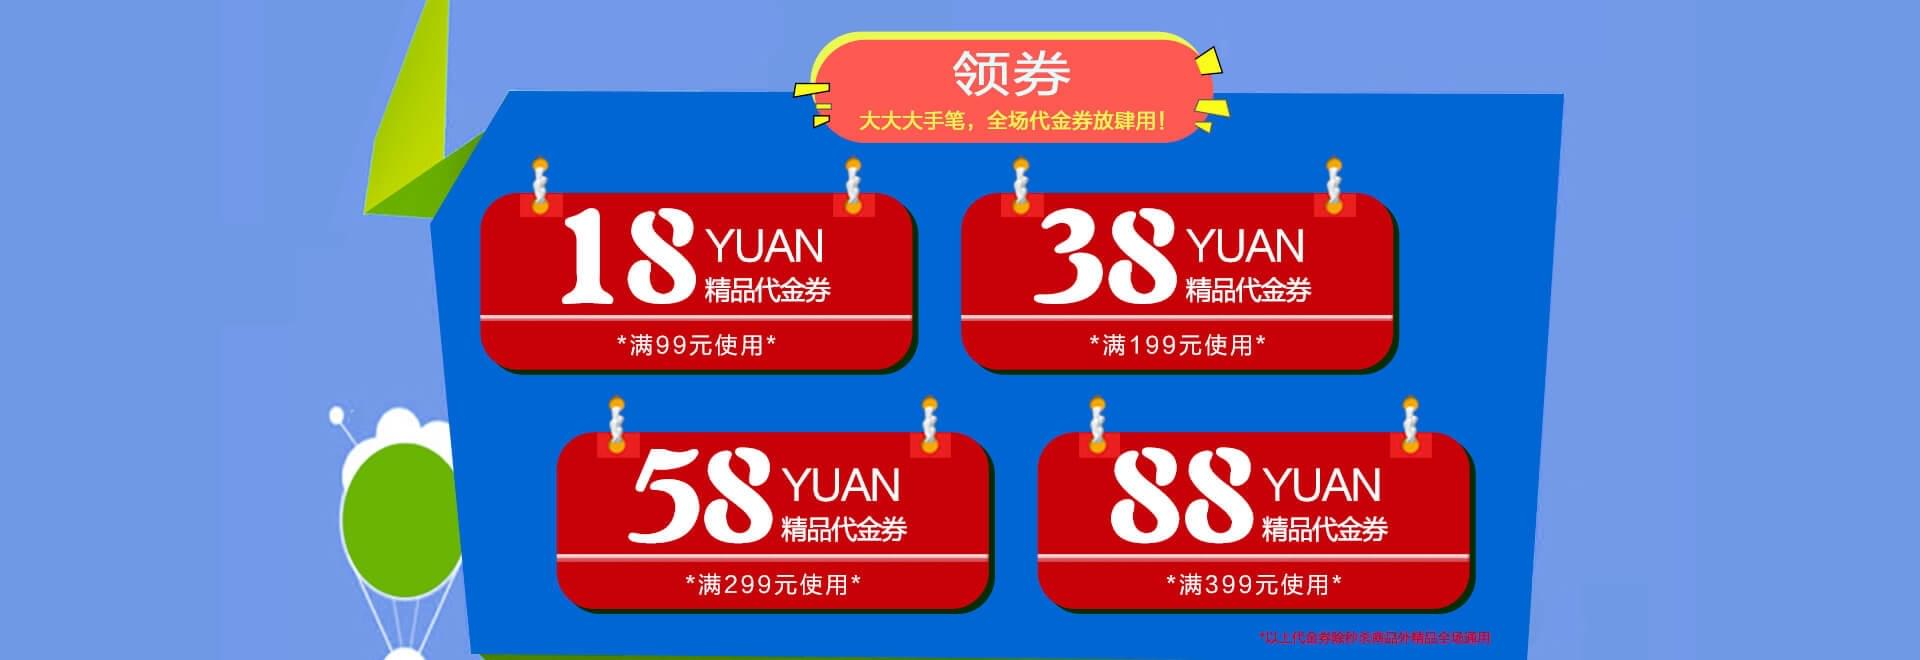 领券
大大大手笔，全场代金券放肆用！
18 YUAN
精品代金券
*满99元使用*
38 YUAN
精品代金券
*满199元使用*
58 YUAN
精品代金券
*满299元使用*
88 YUAN
精品代金券
*满399元使用*
*以上代金券除秒杀商品外精品全场通用